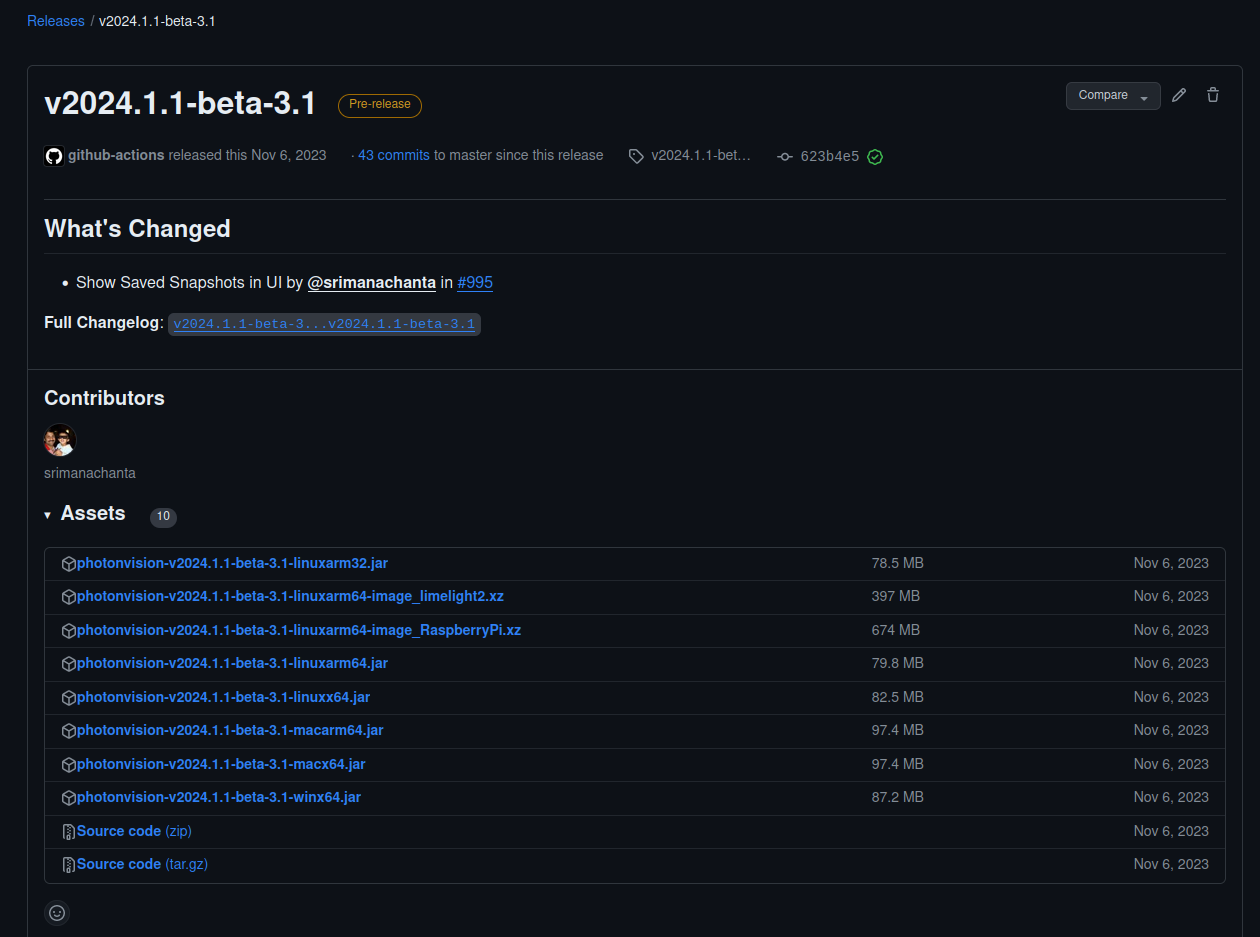 Releases / v2024.1.1-beta-3.1
v2024.1.1-beta-3.1 Pre-release Compare
github-actions released this Nov 6, 2023 · 43 commits to master since this release v2024.1.1-bet… 623b4e5
What's Changed
• Show Saved Snapshots in UI by @srimanachanta in #995
Full Changelog: v2024.1.1-beta-3...v2024.1.1-beta-3.1
Contributors
srimanachanta
Assets 10
photonvision-v2024.1.1-beta-3.1-linuxarm32.jar 78.5 MB Nov 6, 2023
photonvision-v2024.1.1-beta-3.1-linuxarm64-image_limelight2.xz 397 MB Nov 6, 2023
photonvision-v2024.1.1-beta-3.1-linuxarm64-image_RaspberryPi.xz 674 MB Nov 6, 2023
photonvision-v2024.1.1-beta-3.1-linuxarm64.jar 79.8 MB Nov 6, 2023
photonvision-v2024.1.1-beta-3.1-linuxx64.jar 82.5 MB Nov 6, 2023
photonvision-v2024.1.1-beta-3.1-macarm64.jar 97.4 MB Nov 6, 2023
photonvision-v2024.1.1-beta-3.1-macx64.jar 97.4 MB Nov 6, 2023
photonvision-v2024.1.1-beta-3.1-winx64.jar 87.2 MB Nov 6, 2023
Source code (zip) Nov 6, 2023
Source code (tar.gz) Nov 6, 2023